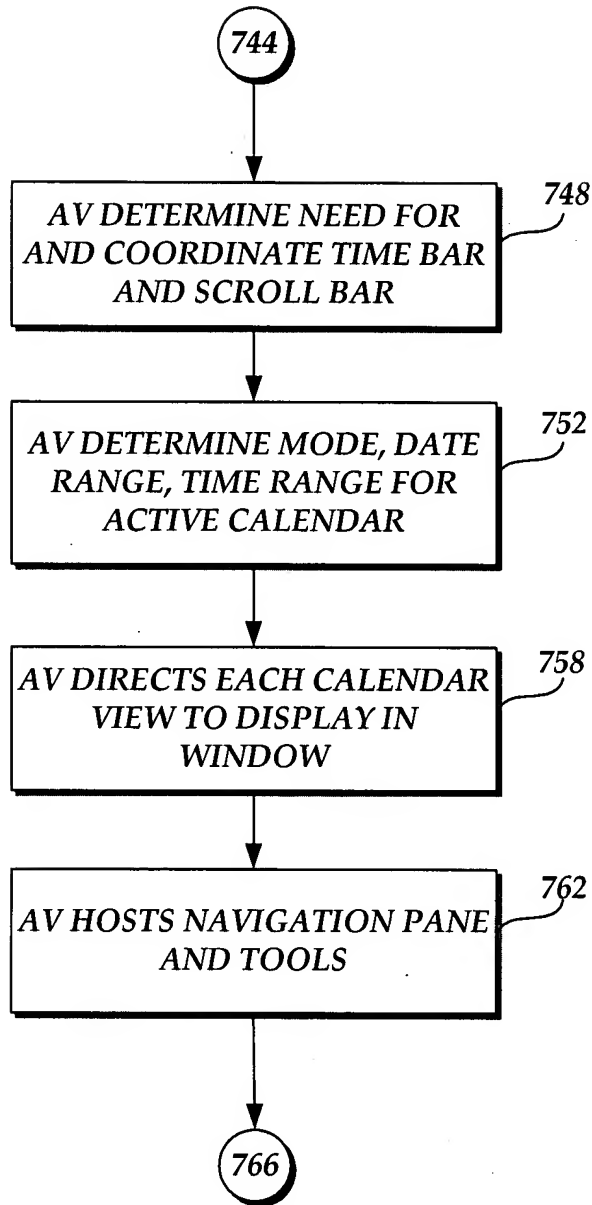 744
748
AV DETERMINE NEED FOR
AND COORDINATE TIME BAR
AND SCROLL BAR
752
AV DETERMINE MODE, DATE
RANGE, TIME RANGE FOR
ACTIVE CALENDAR
758
AV DIRECTS EACH CALENDAR
VIEW TO DISPLAY IN
WINDOW
762
AV HOSTS NAVIGATION PANE
AND TOOLS
766